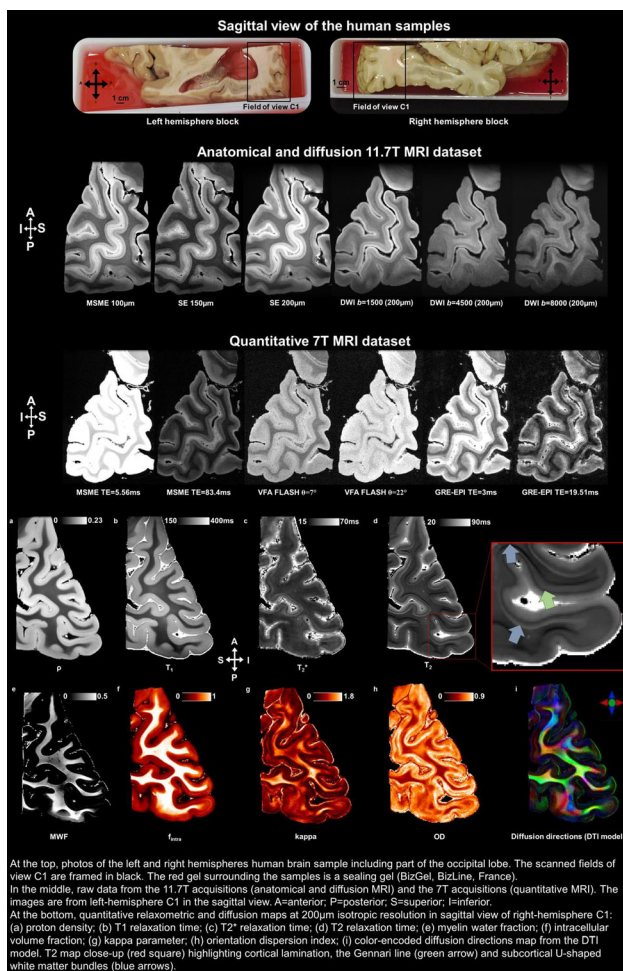 Sagittal view of the human samples
1 cm
Field of view C1
1 cm
Field of view C1
Left hemisphere block
Right hemisphere block
Anatomical and diffusion 11.7T MRI dataset
A
I S
P
MSME 100µm
SE 150µm
SE 200µm
DWI b=1500 (200µm)
DWI b=4500 (200µm)
DWI b=8000 (200µm)
Quantitative 7T MRI dataset
A
I S
P
MSME TE=5.56ms
MSME TE=83.4ms
VFA FLASH θ=7°
VFA FLASH θ=22°
GRE-EPI TE=3ms
GRE-EPI TE=19.51ms
a 0 0.23
b 150 400ms
c 15 70ms
d 20 90ms
ρ
T1
A
S I
P
T2*
T2
e 0 0.5
f 0 1
g 0 1.8
h 0 0.9
i
MWF
fintra
kappa
OD
Diffusion directions (DTI model)
At the top, photos of the left and right hemispheres human brain sample including part of the occipital lobe. The scanned fields of
view C1 are framed in black. The red gel surrounding the samples is a sealing gel (BizGel, BizLine, France).
In the middle, raw data from the 11.7T acquisitions (anatomical and diffusion MRI) and the 7T acquisitions (quantitative MRI). The
images are from left-hemisphere C1 in the sagittal view. A=anterior; P=posterior; S=superior; I=inferior.
At the bottom, quantitative relaxometric and diffusion maps at 200µm isotropic resolution in sagittal view of right-hemisphere C1:
(a) proton density; (b) T1 relaxation time; (c) T2* relaxation time; (d) T2 relaxation time; (e) myelin water fraction; (f) intracellular
volume fraction; (g) kappa parameter; (h) orientation dispersion index; (i) color-encoded diffusion directions map from the DTI
model. T2 map close-up (red square) highlighting cortical lamination, the Gennari line (green arrow) and subcortical U-shaped
white matter bundles (blue arrows).